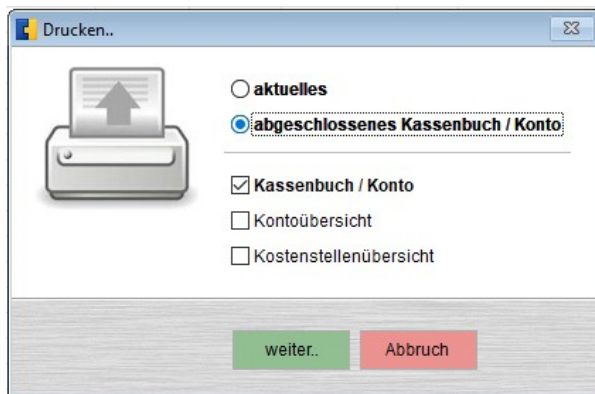 Drucken..
aktuelles
abgeschlossenes Kassenbuch / Konto
Kassenbuch / Konto
Kontoübersicht
Kostenstellenübersicht
weiter.. Abbruch